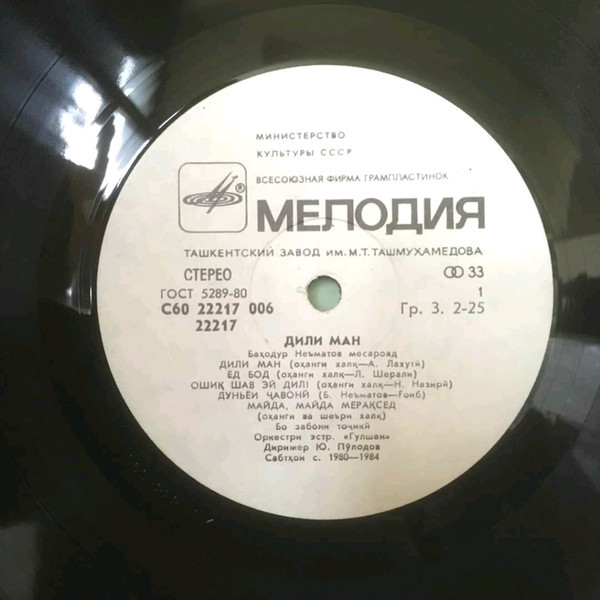 МИНИСТЕРСТВО
КУЛЬТУРЫ СССР
ВСЕСОЮЗНАЯ ФИРМА ГРАМПЛАСТИНОК
®
МЕЛОДИЯ
ТАШКЕНТСКИЙ ЗАВОД ИМ. М.Т. ТАШМУХАМЕДОВА
СТЕРЕО 33
ГОСТ 5289-80 1
С60 22217 006 Гр. 3. 2-25
22217
ДИЛИ МАН
Баҳодур Неъматов месарояд
ДИЛИ МАН (оҳанги халқ—А. Лахутӣ)
ЁД БОД (оҳанги халқ—Л. Шерали)
ОШИҚ ШАВ ЭЙ ДИЛ! (оҳанги халқ—Н. Назирӣ)
ДУНЬЁИ ҶАВОНӢ (Б. Неъматов—Ғоиб)
МАЙДА, МАЙДА МЕРАҚСЕД
(оҳанги ва шеъри халқ)
Бо забони тоҷикӣ
Оркестри эстр. «Гулшан»
Дирижер Ю. Пӯлодов
Сабтҳои с. 1980—1984